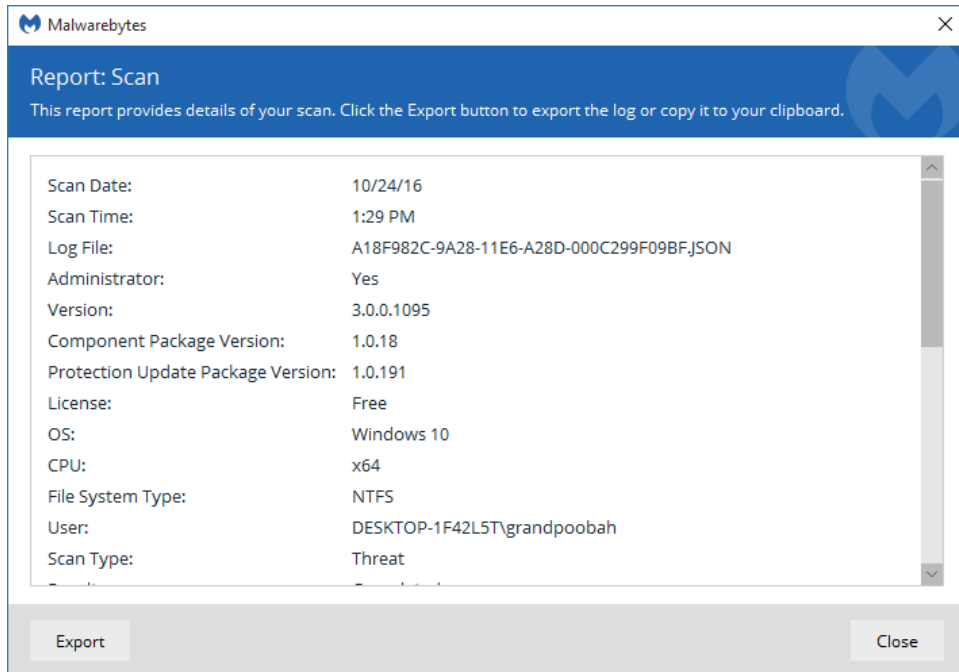 Malwarebytes
Report: Scan
This report provides details of your scan. Click the Export button to export the log or copy it to your clipboard.
Scan Date: 10/24/16
Scan Time: 1:29 PM
Log File: A18F982C-9A28-11E6-A28D-000C299F09BF.JSON
Administrator: Yes
Version: 3.0.0.1095
Component Package Version: 1.0.18
Protection Update Package Version: 1.0.191
License: Free
OS: Windows 10
CPU: x64
File System Type: NTFS
User: DESKTOP-1F42L5T\grandpoobah
Scan Type: Threat
Export
Close